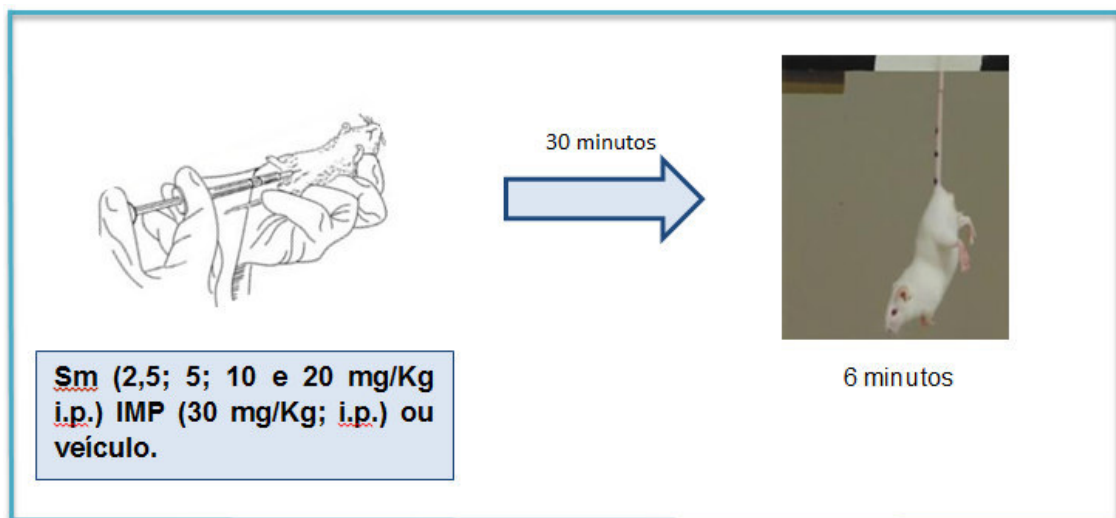 30 minutos
Sm (2,5; 5; 10 e 20 mg/Kg
i.p.) IMP (30 mg/Kg; i.p.) ou
veículo.
6 minutos